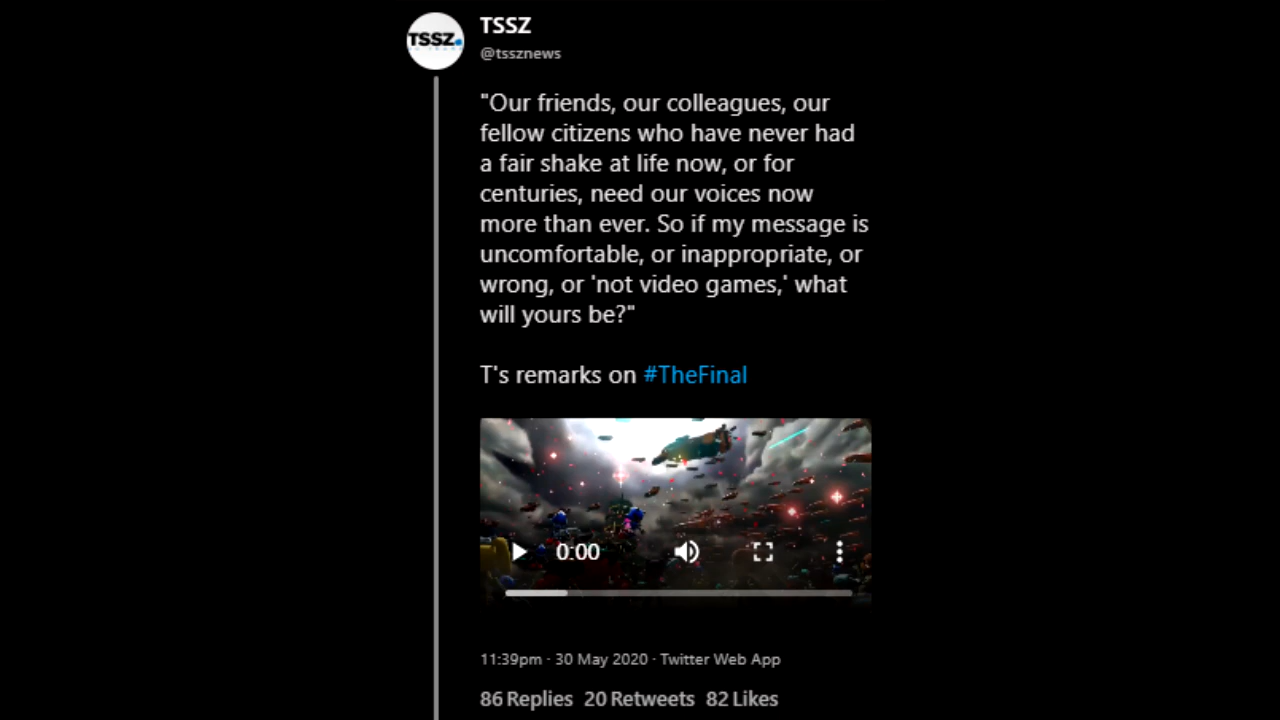 TSSZ
TSSZ.
@tssznews
"Our friends, our colleagues, our
fellow citizens who have never had
a fair shake at life now, or for
centuries, need our voices now
more than ever. So if my message is
uncomfortable, or inappropriate, or
wrong, or 'not video games,' what
will yours be?"
T's remarks on #TheFinal
0:00
11:39pm · 30 May 2020 · Twitter Web App
86 Replies 20 Retweets 82 Likes